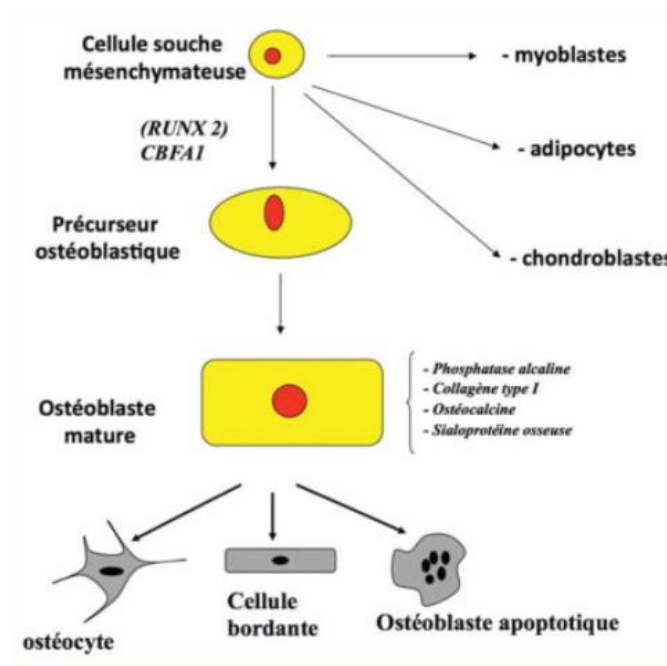 Cellule souche
mésenchymateuse
- myoblastes
(RUNX 2)
CBFA1
- adipocytes
Précurseur
ostéoblastique
- chondroblastes
Ostéoblaste
mature
- Phosphatase alcaline
- Collagène type I
- Ostéocalcine
- Sialoprotéine osseuse
ostéocyte
Cellule
bordante
Ostéoblaste apoptotique